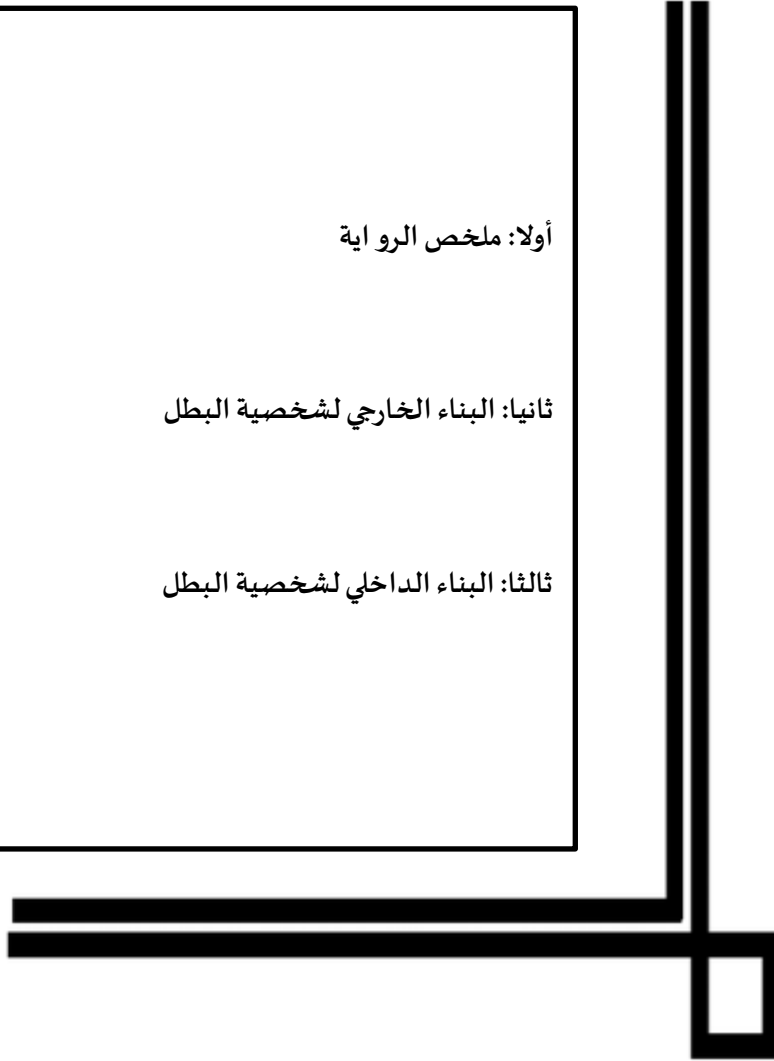 أولا: ملخص الرو اية
ثانيا: البناء الخارجي لشخصية البطل
ثالثا: البناء الداخلي لشخصية البطل